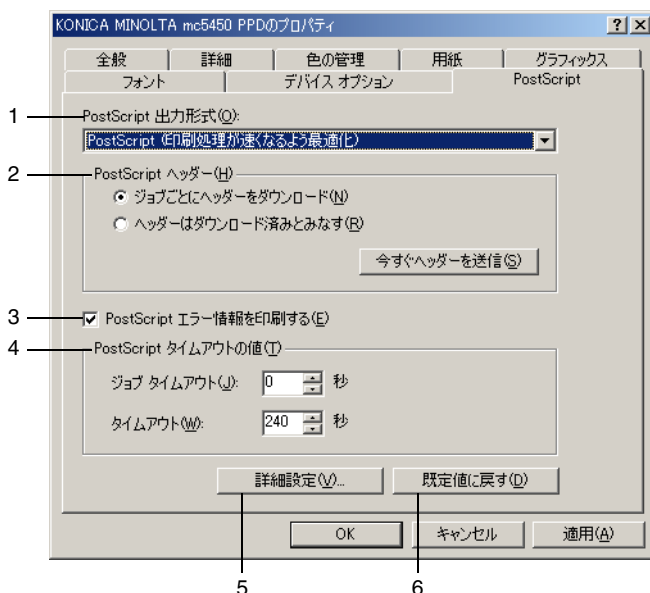 KONICA MINOLTA mc5450 PPDのプロパティ
全般 詳細 色の管理 用紙 グラフィックス
フォント デバイス オプション PostScript
1 PostScript 出力形式(O):
PostScript (印刷処理が速くなるよう最適化)
2 PostScript ヘッダー(H)
ジョブごとにヘッダーをダウンロード(N)
ヘッダーはダウンロード済みとみなす(R)
今すぐヘッダーを送信(S)
3 PostScript エラー情報を印刷する(E)
4 PostScript タイムアウトの値(T)
ジョブ タイムアウト(J): 0 秒
タイムアウト(W): 240 秒
詳細設定(V)... 既定値に戻す(D)
OK キャンセル 適用(A)
5 6